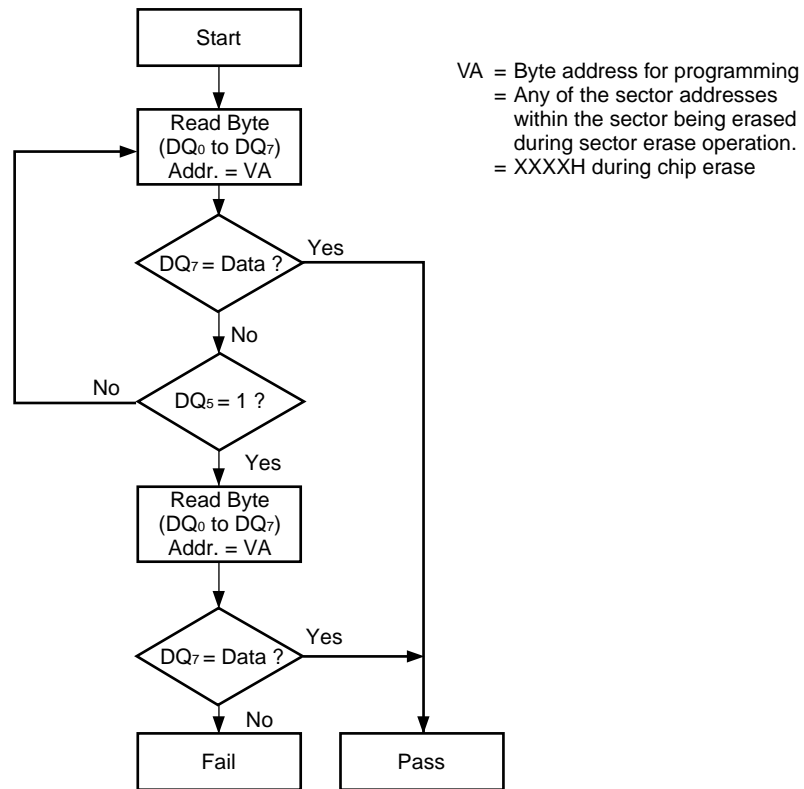 Start
VA = Byte address for programming
= Any of the sector addresses
within the sector being erased
during sector erase operation.
= XXXXH during chip erase
Read Byte
(DQ0 to DQ7)
Addr. = VA
DQ7 = Data ?
Yes
No
DQ5 = 1 ?
No
Yes
Read Byte
(DQ0 to DQ7)
Addr. = VA
DQ7 = Data ?
Yes
No
Fail
Pass